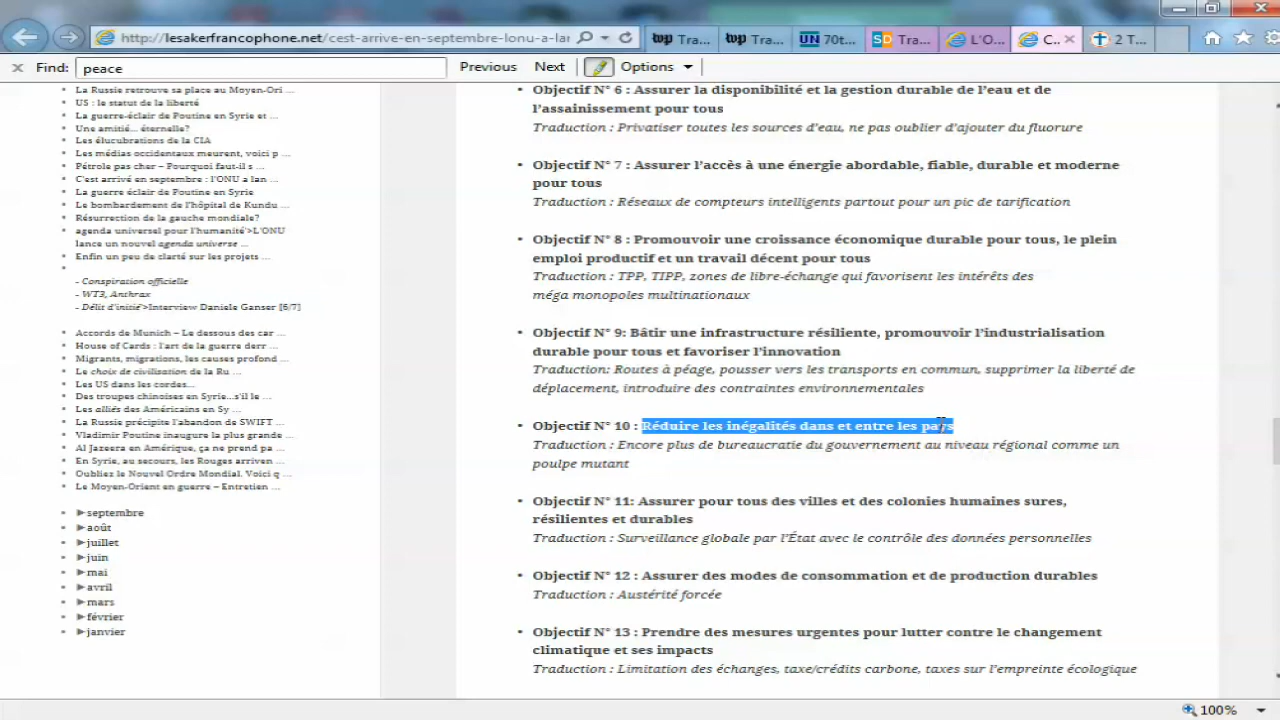 http://lesakerfrancophone.net/cest-arrive-en-septembre-lonu-a-lan
Tra...
Tra...
UN 70t...
SD Tra...
L'O...
C...
2 T...
Find: peace
Previous Next Options
La Russie retrouve sa place au Moyen-Ori ...
US : le statut de la liberté
La guerre-éclair de Poutine en Syrie et ...
Une amitié... éternelle?
Les élucubrations de la CIA
Les médias occidentaux meurent, voici p ...
Pétrole pas cher – Pourquoi faut-il s ...
C'est arrivé en septembre : l'ONU a lan ...
La guerre éclair de Poutine en Syrie
Le bombardement de l'hôpital de Kundu ...
Résurrection de la gauche mondiale?
agenda universel pour l'humanité'>L'ONU
lance un nouvel agenda universe ...
Enfin un peu de clarté sur les projets ...
- Conspiration officielle
- WT3, Anthrax
- Délit d'initié'>Interview Daniele Ganser [6/7]
Accords de Munich – Le dessous des car ...
House of Cards : l'art de la guerre derr ...
Migrants, migrations, les causes profond ...
Le choix de civilisation de la Ru ...
Les US dans les cordes...
Des troupes chinoises en Syrie...s'il le ...
Les alliés des Américains en Sy ...
La Russie précipite l'abandon de SWIFT ...
Vladimir Poutine inaugure la plus grande ...
Al Jazeera en Amérique, ça ne prend pa ...
En Syrie, au secours, les Rouges arriven ...
Oubliez le Nouvel Ordre Mondial. Voici q ...
Le Moyen-Orient en guerre – Entretien ...
►septembre
►août
►juillet
►juin
►mai
►avril
►mars
►février
►janvier
Objectif N° 6 : Assurer la disponibilité et la gestion durable de l'eau et de
l'assainissement pour tous
Traduction : Privatiser toutes les sources d'eau, ne pas oublier d'ajouter du fluorure
Objectif N° 7 : Assurer l'accès à une énergie abordable, fiable, durable et moderne
pour tous
Traduction : Réseaux de compteurs intelligents partout pour un pic de tarification
Objectif N° 8 : Promouvoir une croissance économique durable pour tous, le plein
emploi productif et un travail décent pour tous
Traduction : TPP, TIPP, zones de libre-échange qui favorisent les intérêts des
méga monopoles multinationaux
Objectif N° 9: Bâtir une infrastructure résiliente, promouvoir l'industrialisation
durable pour tous et favoriser l'innovation
Traduction: Routes à péage, pousser vers les transports en commun, supprimer la liberté de
déplacement, introduire des contraintes environnementales
Objectif N° 10 : Réduire les inégalités dans et entre les pays
Traduction : Encore plus de bureaucratie du gouvernement au niveau régional comme un
poulpe mutant
Objectif N° 11: Assurer pour tous des villes et des colonies humaines sures,
résilientes et durables
Traduction : Surveillance globale par l'État avec le contrôle des données personnelles
Objectif N° 12 : Assurer des modes de consommation et de production durables
Traduction : Austérité forcée
Objectif N° 13 : Prendre des mesures urgentes pour lutter contre le changement
climatique et ses impacts
Traduction : Limitation des échanges, taxe/crédits carbone, taxes sur l'empreinte écologique
100%